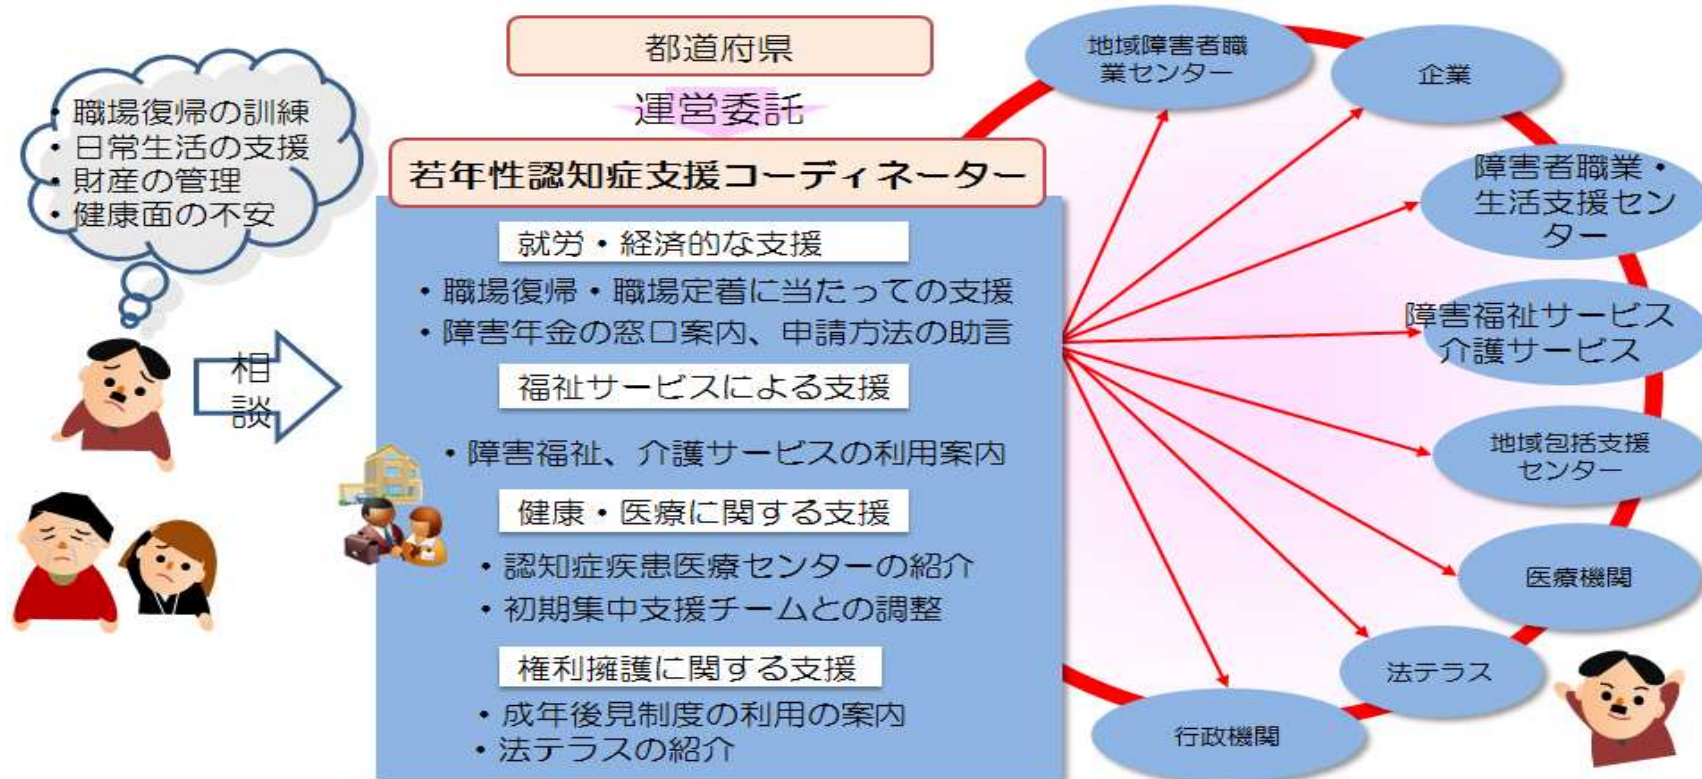 都道府県
運営委託
若年性認知症支援コーディネーター
・職場復帰の訓練
・日常生活の支援
・財産の管理
・健康面の不安
相
談
就労・経済的な支援
・職場復帰・職場定着に当たっての支援
・障害年金の窓口案内、申請方法の助言
福祉サービスによる支援
・障害福祉、介護サービスの利用案内
健康・医療に関する支援
・認知症疾患医療センターの紹介
・初期集中支援チームとの調整
権利擁護に関する支援
・成年後見制度の利用の案内
・法テラスの紹介
地域障害者職
業センター
企業
障害者職業・
生活支援セン
ター
障害福祉サービス
介護サービス
地域包括支援
センター
医療機関
法テラス
行政機関